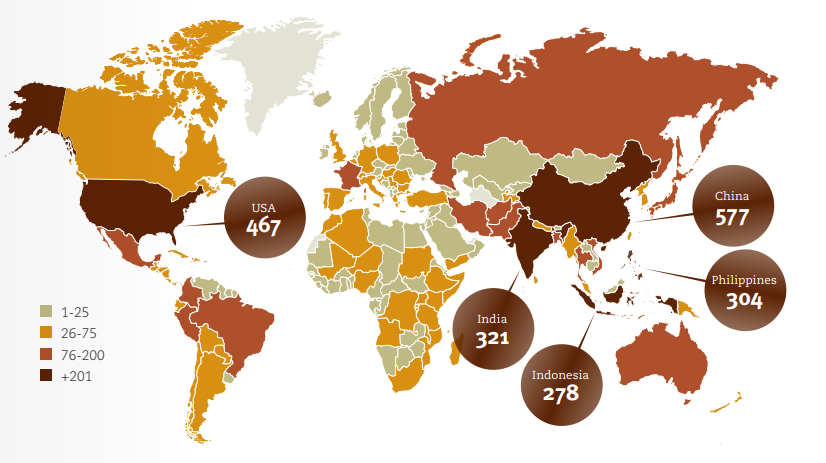 USA
467
China
577
Philippines
304
India
321
Indonesia
278
1-25
26-75
76-200
+201